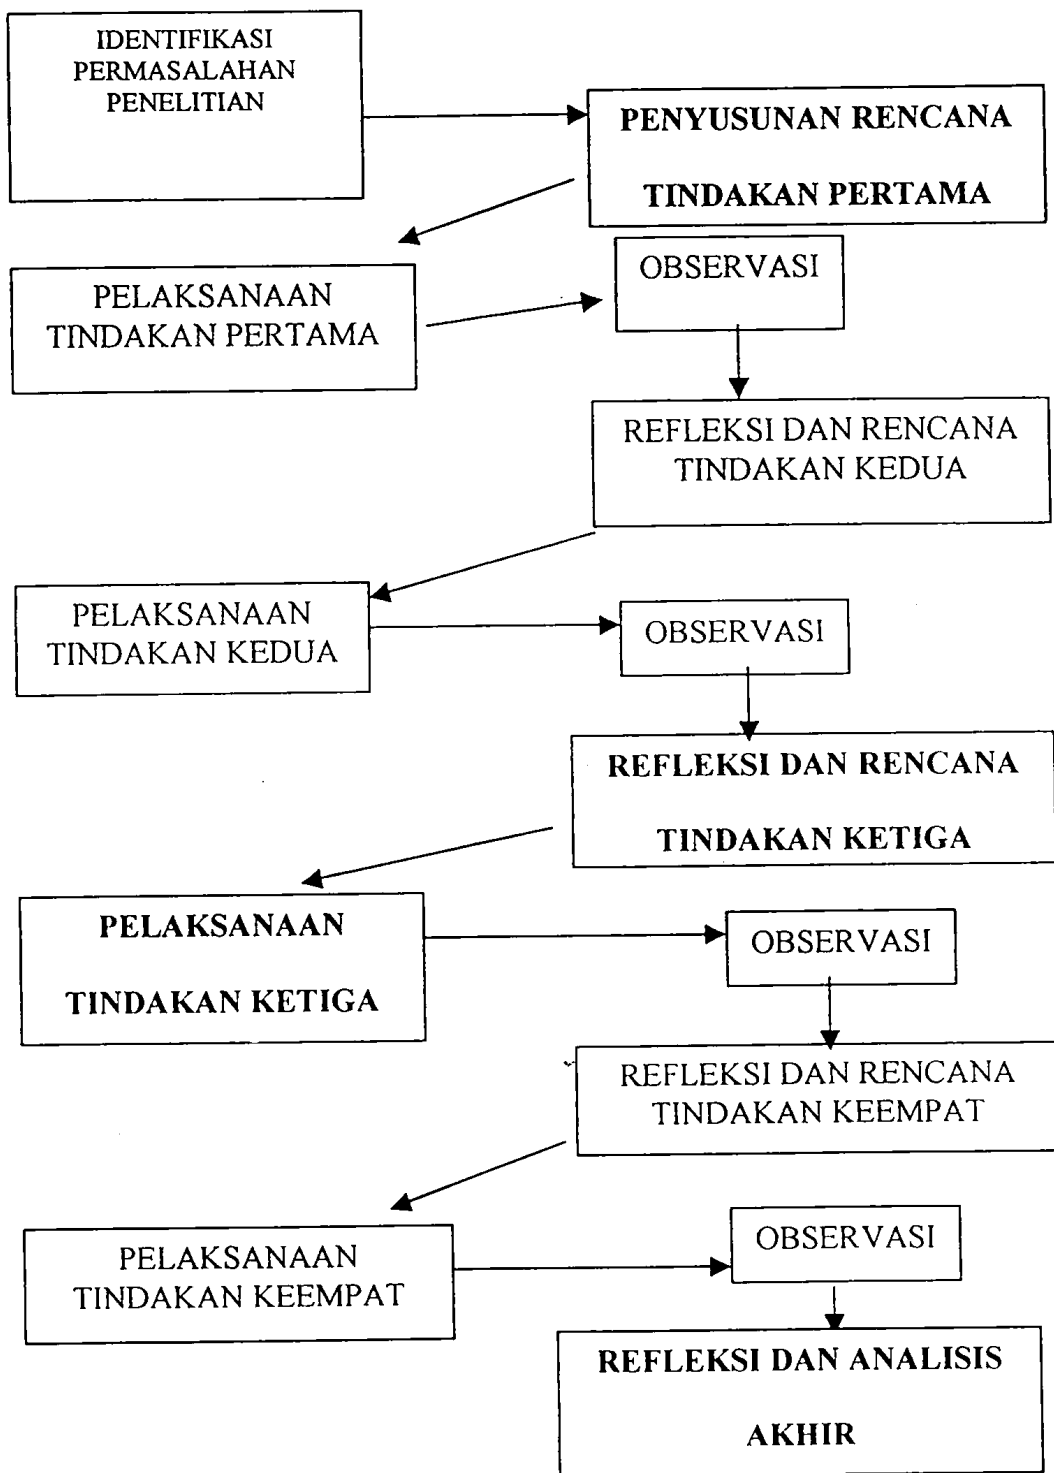 IDENTIFIKASI
PERMASALAHAN
PENELITIAN
PENYUSUNAN RENCANA
TINDAKAN PERTAMA
PELAKSANAAN
TINDAKAN PERTAMA
OBSERVASI
REFLEKSI DAN RENCANA
TINDAKAN KEDUA
PELAKSANAAN
TINDAKAN KEDUA
OBSERVASI
REFLEKSI DAN RENCANA
TINDAKAN KETIGA
PELAKSANAAN
TINDAKAN KETIGA
OBSERVASI
REFLEKSI DAN RENCANA
TINDAKAN KEEMPAT
PELAKSANAAN
TINDAKAN KEEMPAT
OBSERVASI
REFLEKSI DAN ANALISIS
AKHIR